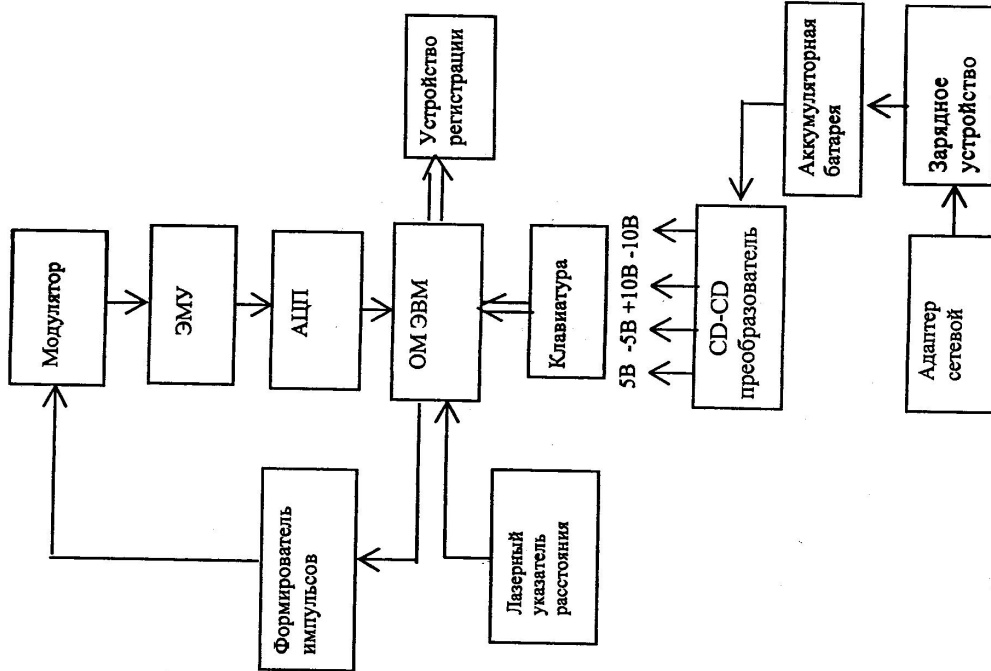 Модулятор
ЭМУ
АЦП
ОМ ЭВМ
Устройство
регистрации
Клавиатура
Формирователь
импульсов
Лазерный
указатель
расстояния
5В -5В +10В -10В
CD-CD
преобразователь
Аккумуляторная
батарея
Зарядное
устройство
Адаптер
сетевой